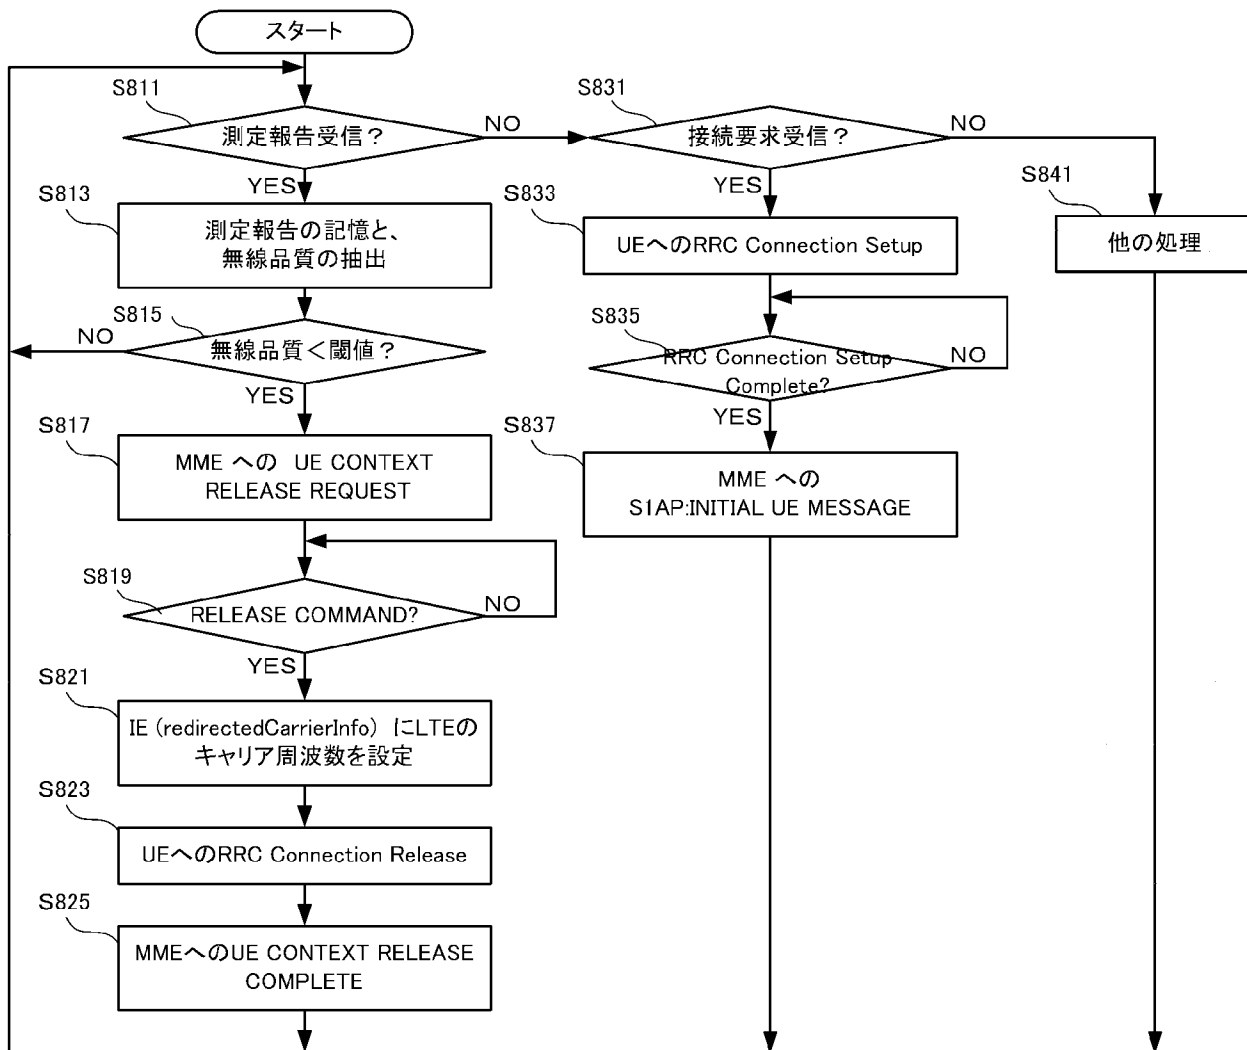 スタート
S811
測定報告受信？
NO
YES
S813
測定報告の記憶と、
無線品質の抽出
S815
無線品質＜閾値？
NO
YES
S817
MME への UE CONTEXT
RELEASE REQUEST
S819
RELEASE COMMAND?
NO
YES
S821
IE (redirectedCarrierInfo) にLTEの
キャリア周波数を設定
S823
UEへのRRC Connection Release
S825
MMEへのUE CONTEXT RELEASE
COMPLETE
S831
接続要求受信？
NO
YES
S833
UEへのRRC Connection Setup
S835
RRC Connection Setup
Complete?
NO
YES
S837
MME への
S1AP:INITIAL UE MESSAGE
S841
他の処理